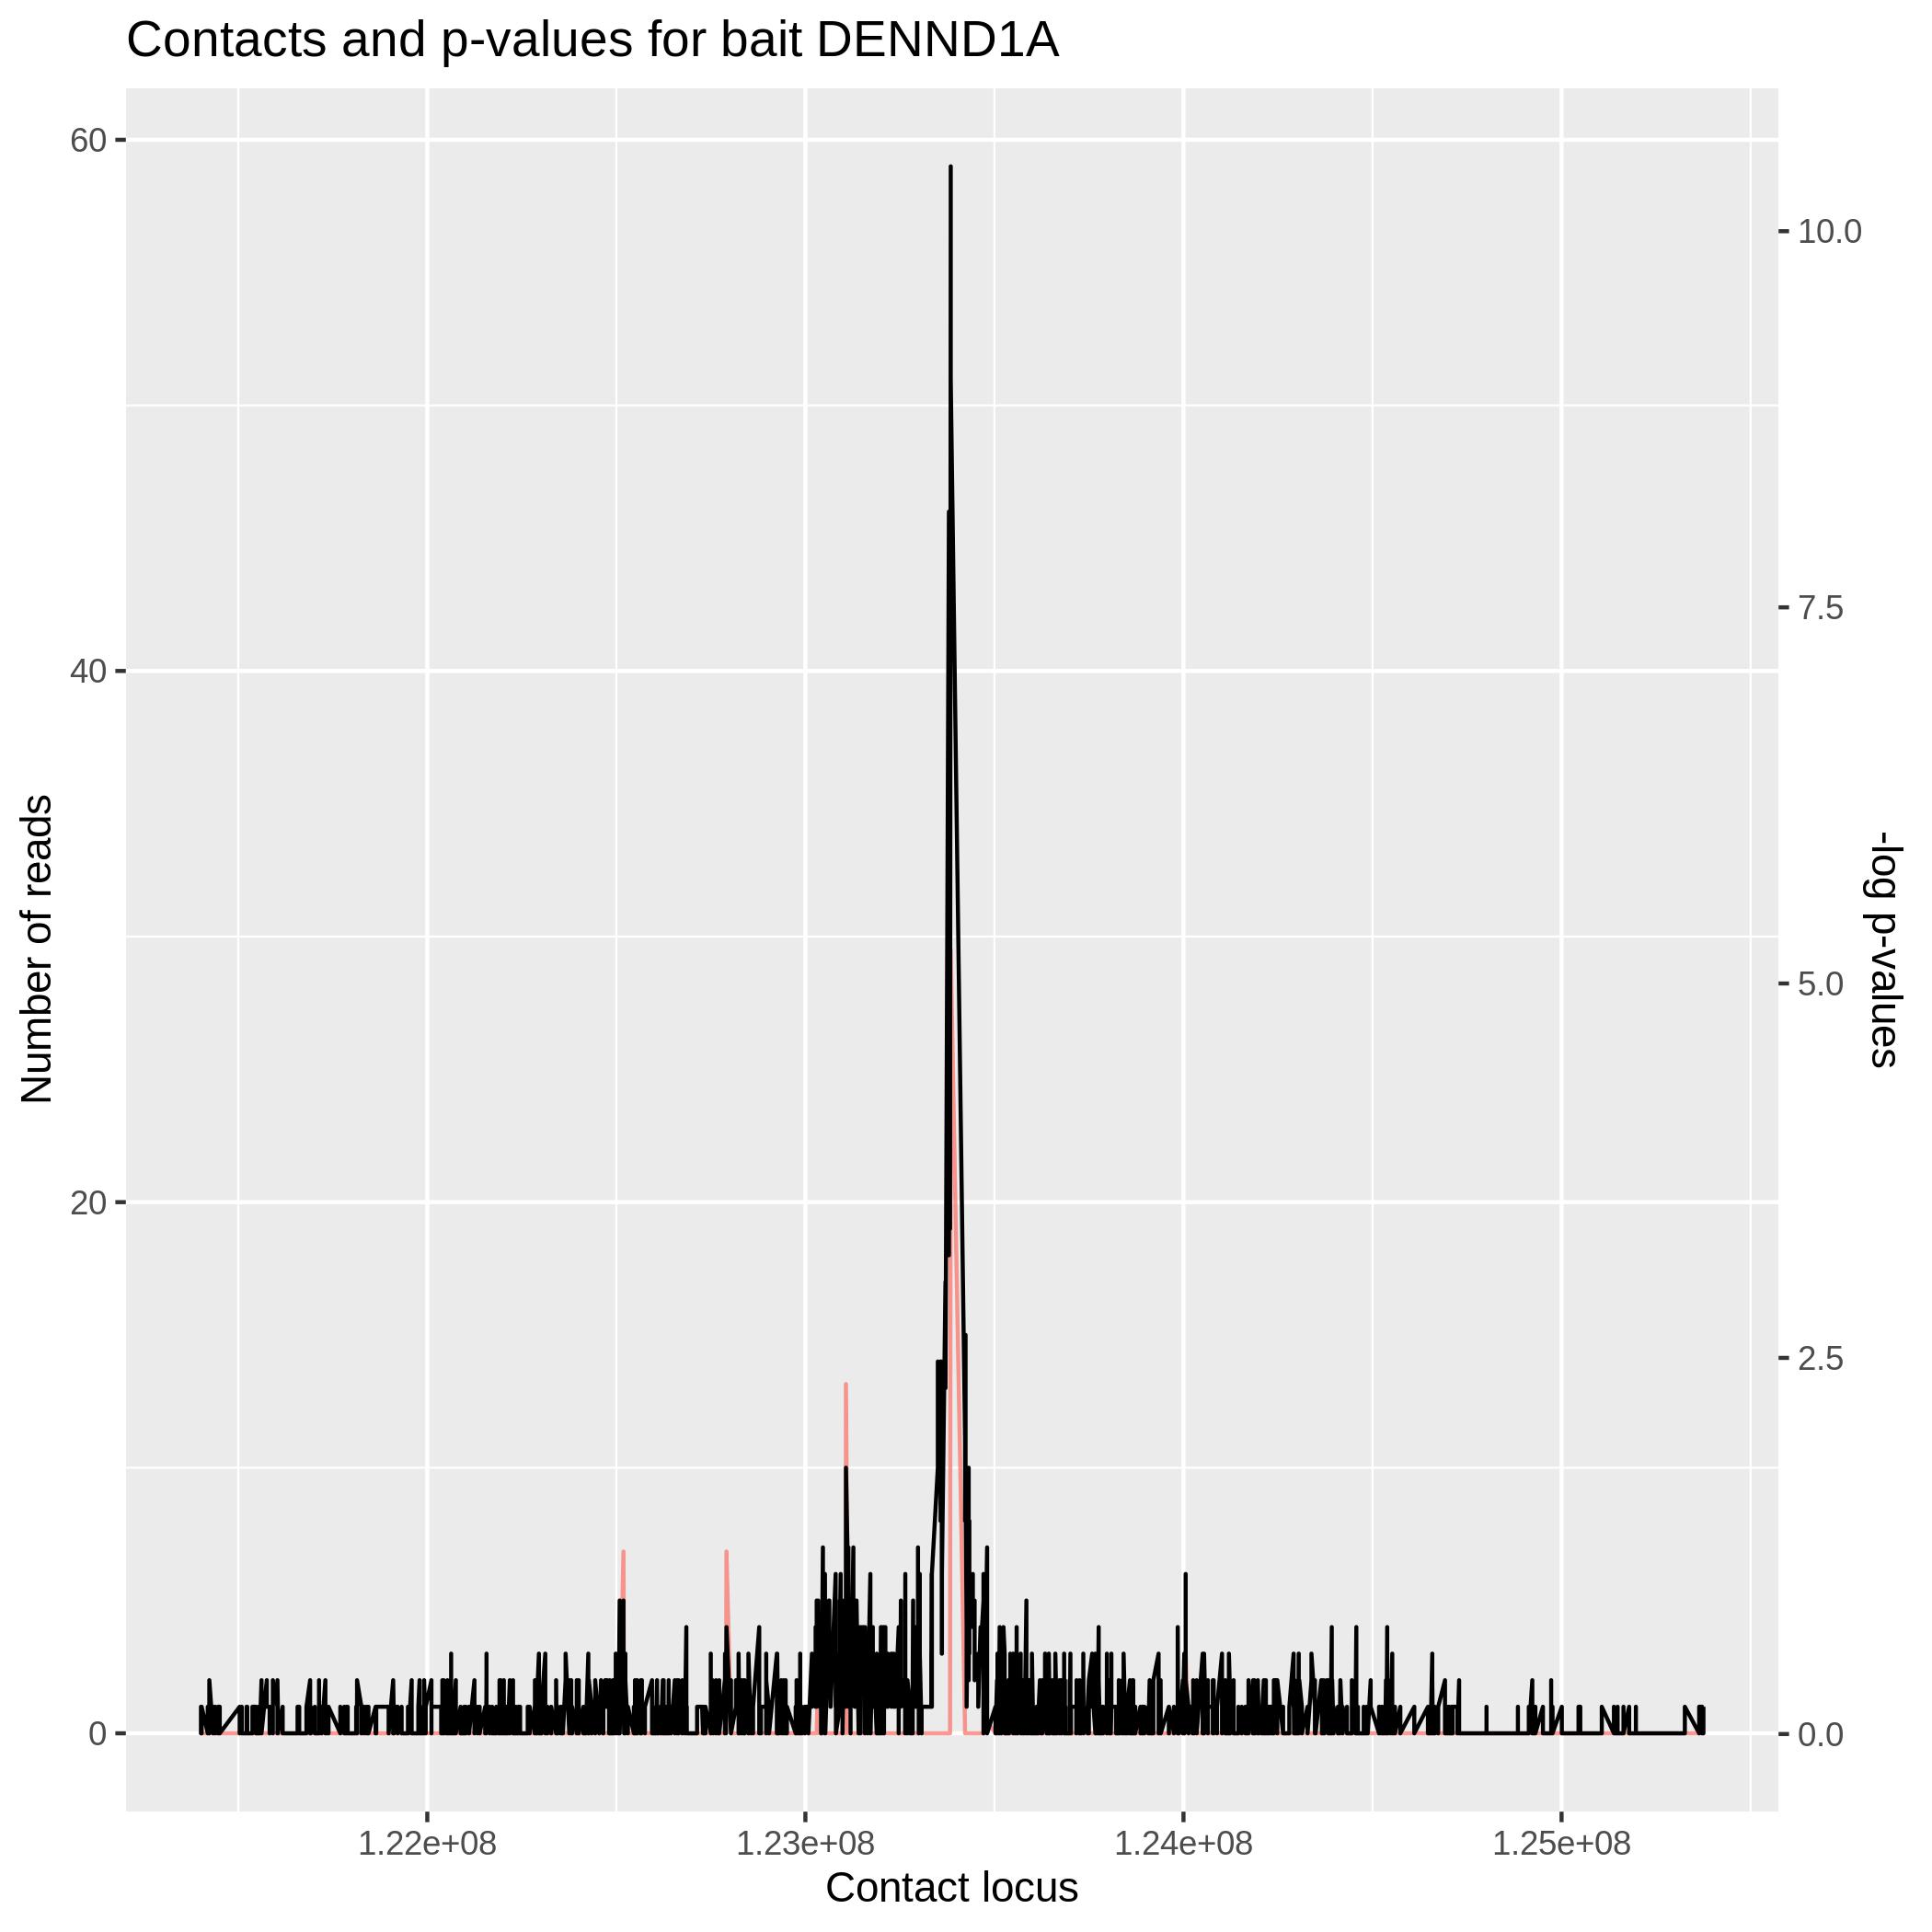 Contacts and p-values for bait DENND1A
60
40
20
0
10.0
7.5
5.0
2.5
0.0
Number of reads
-log p-values
1.22e+08
1.23e+08
1.24e+08
1.25e+08
Contact locus